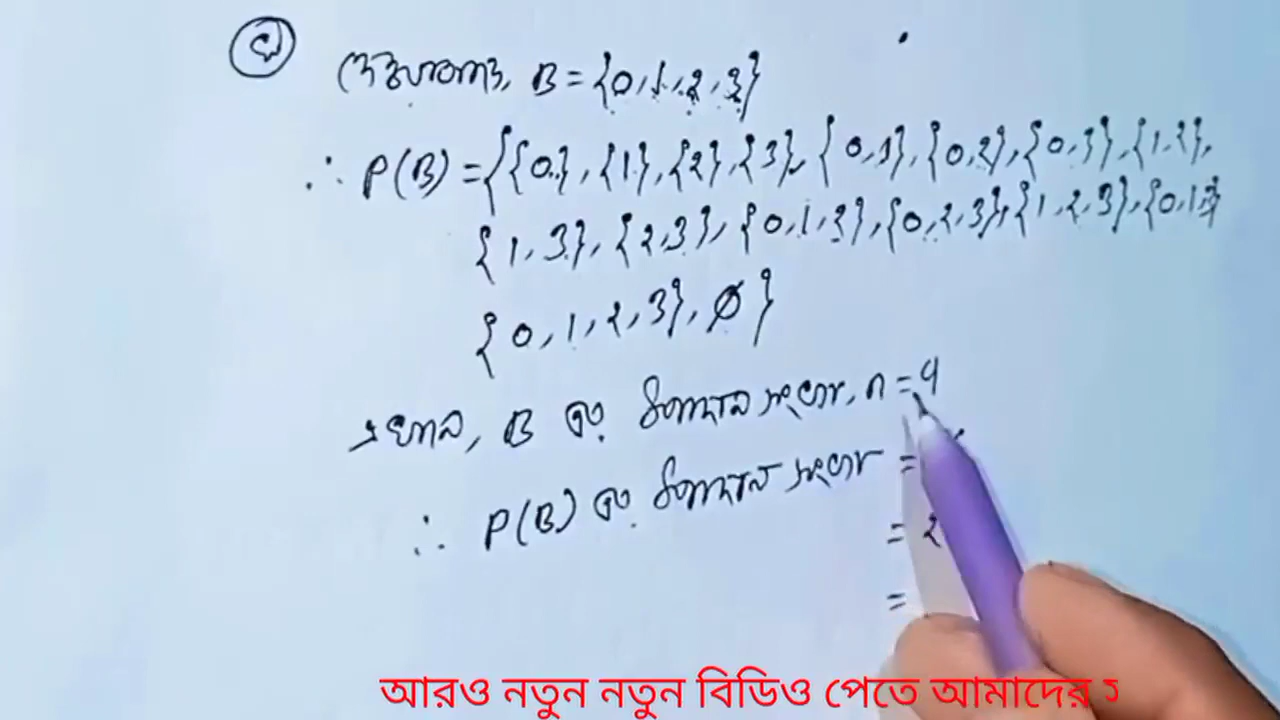 দেওয়া আছে, B = {0, 1, 2, 3}
∴ P(B) = {{0}, {1}, {2}, {3}, {0, 1}, {0, 2}, {0, 3}, {1, 2},
{1, 3}, {2, 3}, {0, 1, 2}, {0, 2, 3}, {1, 2, 3}, {0, 1, 3}
{0, 1, 2, 3}, ∅}
এখানে, B এর উপাদান সংখ্যা, n = 4
∴ P(B) এর উপাদান সংখ্যা =
= 2
=
আরও নতুন নতুন বিডিও পেতে আমাদের